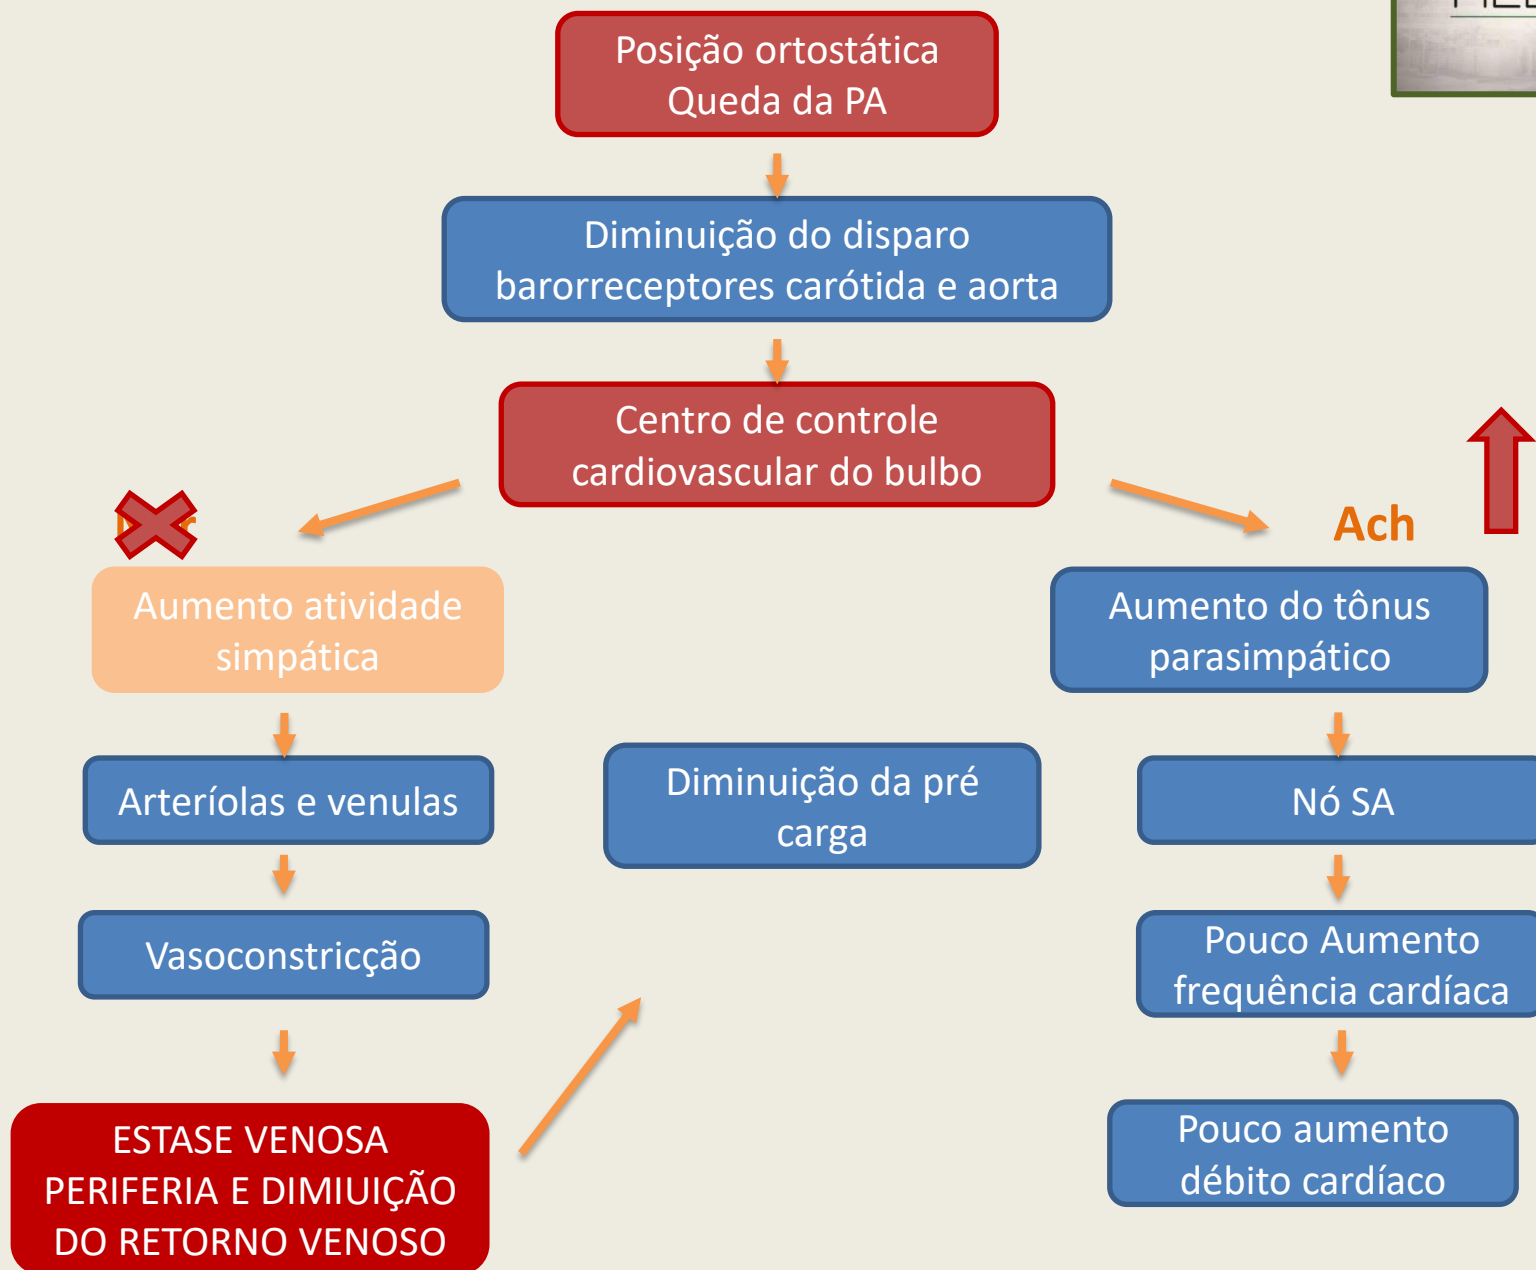 Posição ortostática
Queda da PA
Diminuição do disparo
barorreceptores carótida e aorta
Centro de controle
cardiovascular do bulbo
Ach
Aumento atividade
simpática
Aumento do tônus
parasimpático
Arteríolas e venulas
Diminuição da pré
carga
Nó SA
Vasoconstricção
Pouco Aumento
frequência cardíaca
ESTASE VENOSA
PERIFERIA E DIMIUIÇÃO
DO RETORNO VENOSO
Pouco aumento
débito cardíaco